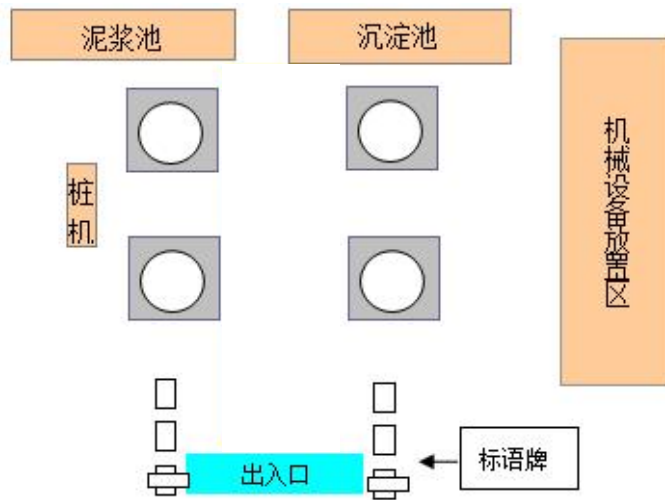 泥浆池
沉淀池
机械设备放置区
桩机
标语牌
出入口